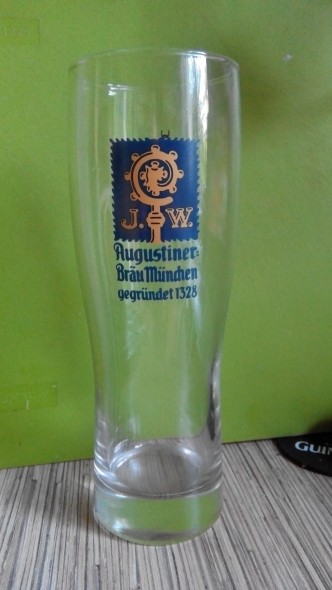 J. W.
Augustiner=
Bräu München
gegründet 1328